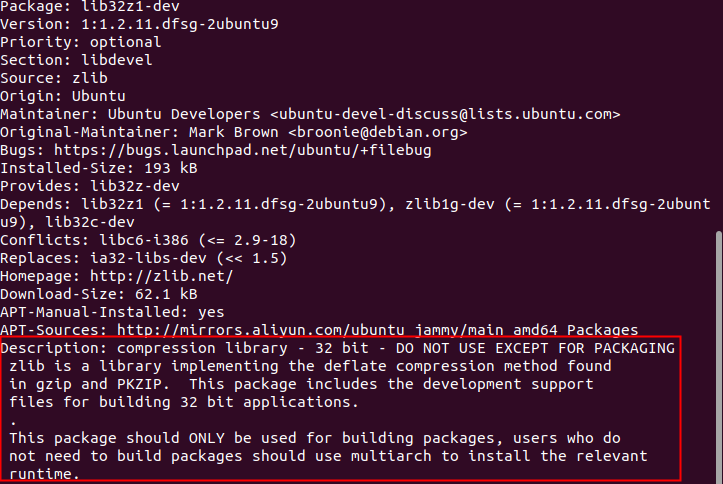 Package: lib32z1-dev
Version: 1:1.2.11.dfsg-2ubuntu9
Priority: optional
Section: libdevel
Source: zlib
Origin: Ubuntu
Maintainer: Ubuntu Developers <ubuntu-devel-discuss@lists.ubuntu.com>
Original-Maintainer: Mark Brown <broonie@debian.org>
Bugs: https://bugs.launchpad.net/ubuntu/+filebug
Installed-Size: 193 kB
Provides: lib32z-dev
Depends: lib32z1 (= 1:1.2.11.dfsg-2ubuntu9), zlib1g-dev (= 1:1.2.11.dfsg-2ubunt
u9), lib32c-dev
Conflicts: libc6-i386 (<= 2.9-18)
Replaces: ia32-libs-dev (<< 1.5)
Homepage: http://zlib.net/
Download-Size: 62.1 kB
APT-Manual-Installed: yes
APT-Sources: http://mirrors.aliyun.com/ubuntu jammy/main amd64 Packages
Description: compression library - 32 bit - DO NOT USE EXCEPT FOR PACKAGING
 zlib is a library implementing the deflate compression method found
 in gzip and PKZIP.  This package includes the development support
 files for building 32 bit applications.
 .
 This package should ONLY be used for building packages, users who do
 not need to build packages should use multiarch to install the relevant
 runtime.